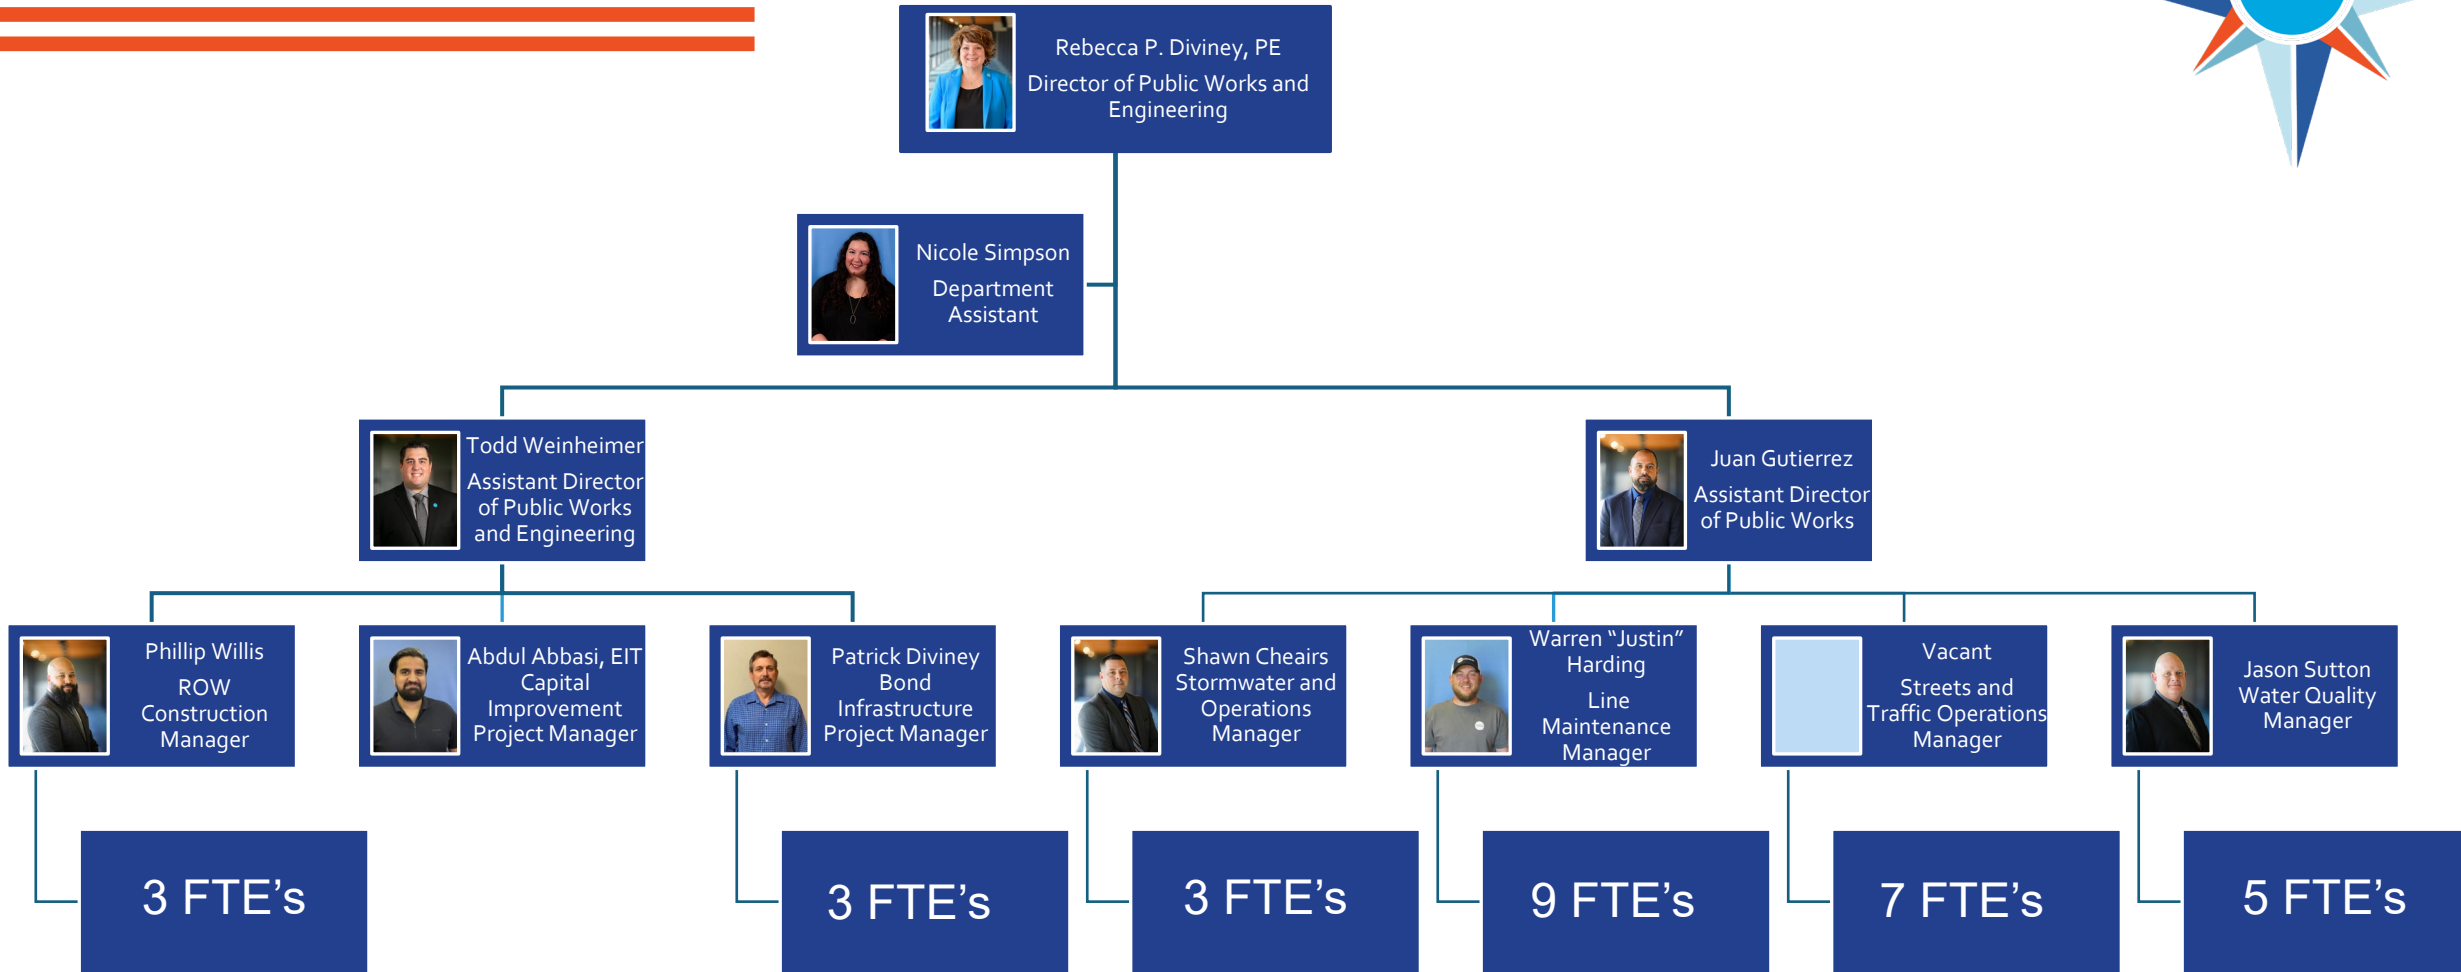 Rebecca P. Diviney, PE
Director of Public Works and
Engineering
Nicole Simpson
Department
Assistant
Todd Weinheimer
Assistant Director
of Public Works
and Engineering
Juan Gutierrez
Assistant Director
of Public Works
Phillip Willis
ROW
Construction
Manager
Abdul Abbasi, EIT
Capital
Improvement
Project Manager
Patrick Diviney
Bond
Infrastructure
Project Manager
Shawn Cheairs
Stormwater and
Operations
Manager
Warren “Justin”
Harding
Line
Maintenance
Manager
Vacant
Streets and
Traffic Operations
Manager
Jason Sutton
Water Quality
Manager
3 FTE’s
3 FTE’s
3 FTE’s
9 FTE’s
7 FTE’s
5 FTE’s